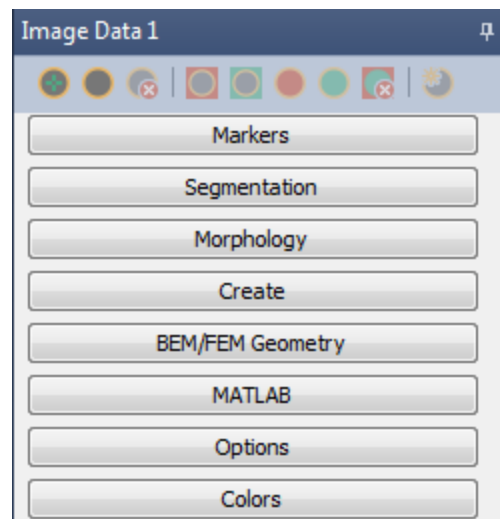 Image Data 1
Markers
Segmentation
Morphology
Create
BEM/FEM Geometry
MATLAB
Options
Colors